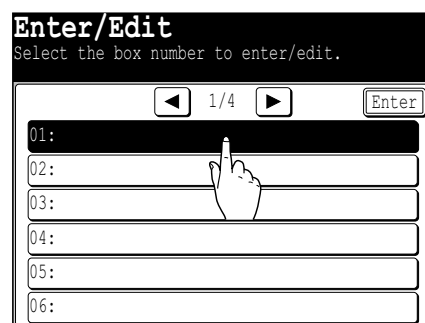 Enter/Edit
Select the box number to enter/edit.
1/4 Enter
01:
02:
03:
04:
05:
06: